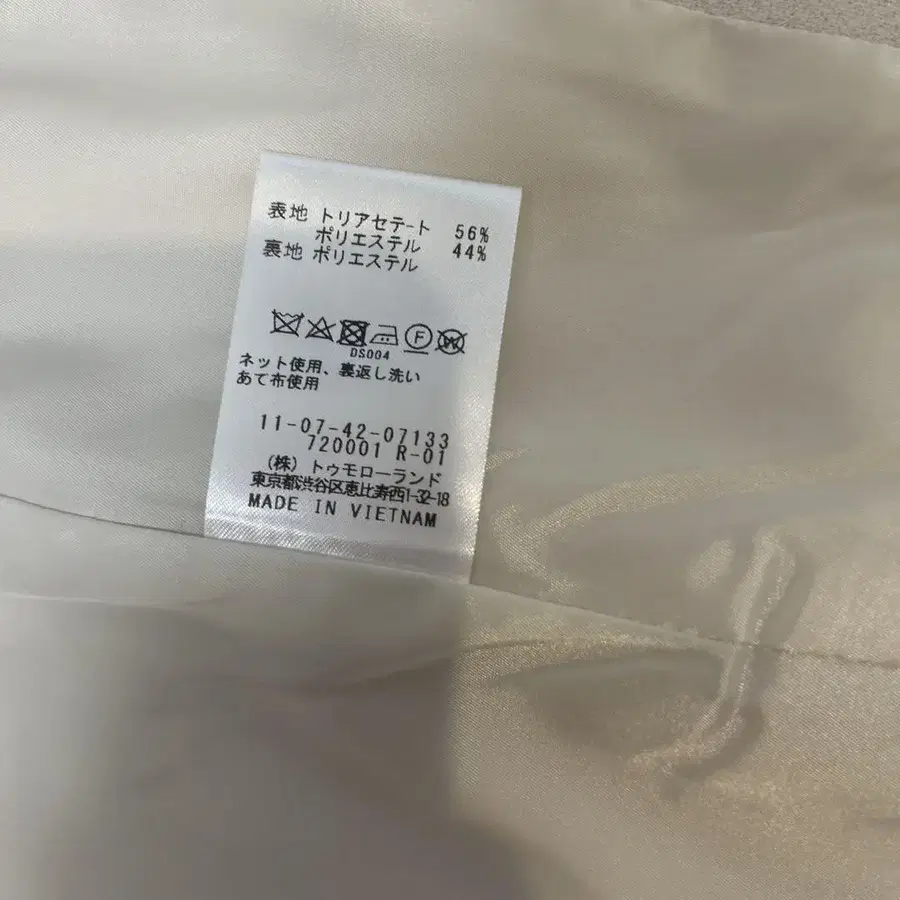 表地 トリアセテート 56%
ポリエステル 44%
裏地 ポリエステル
F W
DS004
ネット使用、裏返し洗い
あて布使用
11-07-42-07133
720001 R-01
(株) トゥモローランド
東京都渋谷区恵比寿西1-32-18
MADE IN VIETNAM